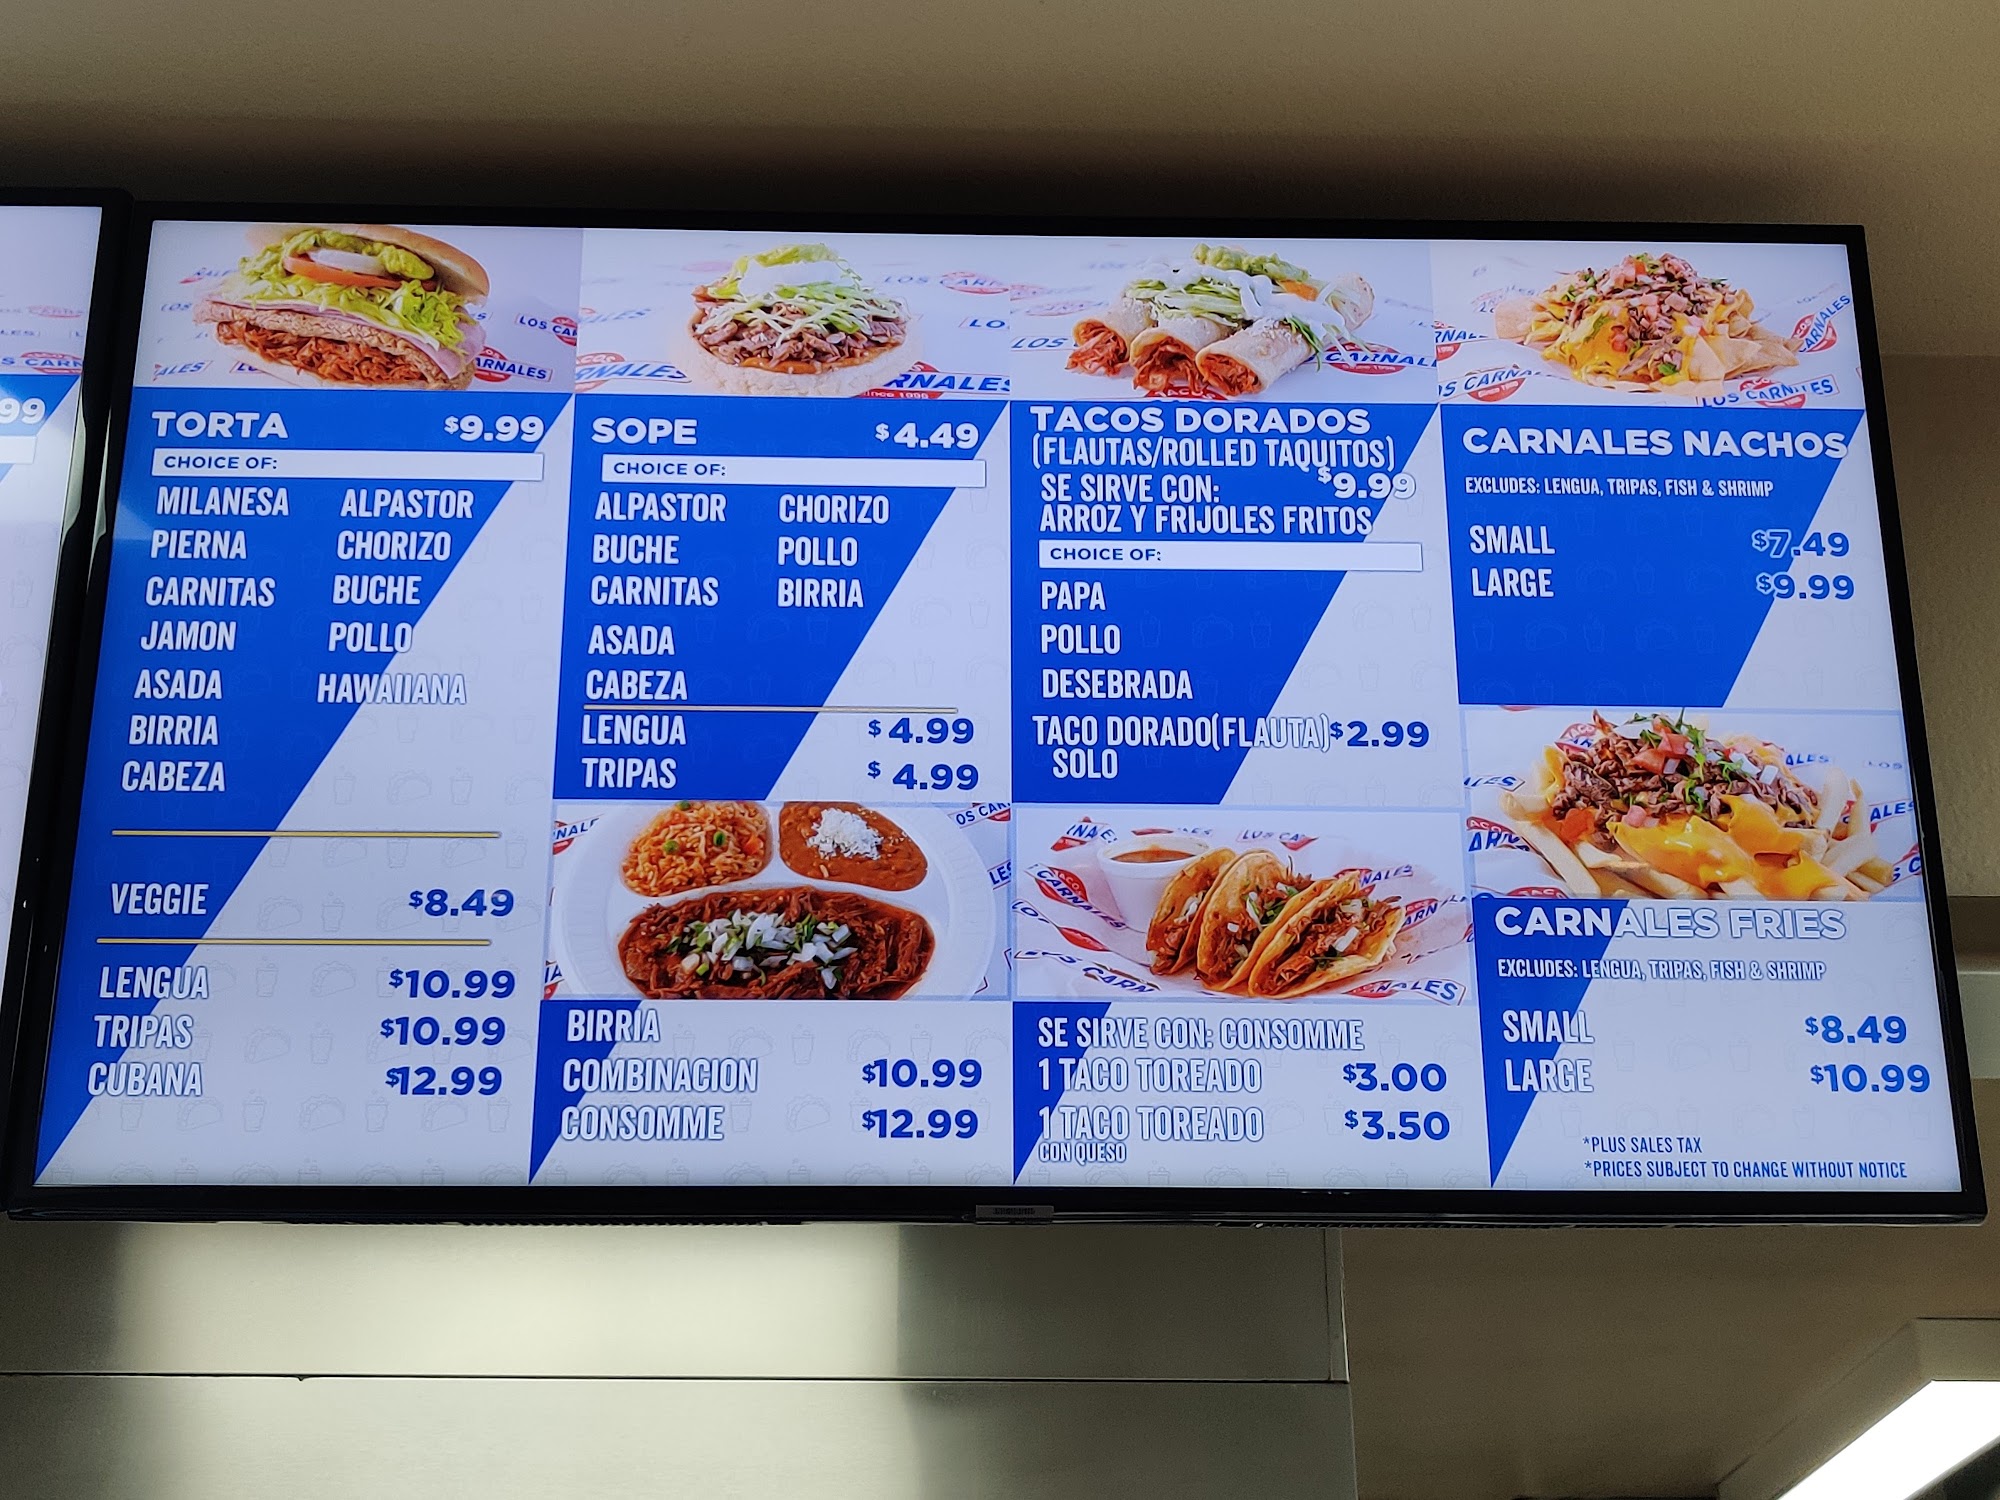 TORTA $9.99
CHOICE OF:
MILANESA ALPASTOR
PIERNA CHORIZO
CARNITAS BUCHE
JAMON POLLO
ASADA HAWAIIANA
BIRRIA
CABEZA
VEGGIE $8.49
LENGUA $10.99
TRIPAS $10.99
CUBANA $12.99
SOPE $4.49
CHOICE OF:
ALPASTOR CHORIZO
BUCHE POLLO
CARNITAS BIRRIA
ASADA
CABEZA
LENGUA $4.99
TRIPAS $4.99
BIRRIA
COMBINACION $10.99
CONSOMME $12.99
TACOS DORADOS
(FLAUTAS/ROLLED TAQUITOS)
SE SIRVE CON: $9.99
ARROZ Y FRIJOLES FRITOS
CHOICE OF:
PAPA
POLLO
DESEBRADA
TACO DORADO(FLAUTA) $2.99
SOLO
SE SIRVE CON: CONSOMME
1 TACO TOREADO $3.00
1 TACO TOREADO $3.50
CON QUESO
CARNALES NACHOS
EXCLUDES: LENGUA, TRIPAS, FISH & SHRIMP
SMALL $7.49
LARGE $9.99
CARNALES FRIES
EXCLUDES: LENGUA, TRIPAS, FISH & SHRIMP
SMALL $8.49
LARGE $10.99
*PLUS SALES TAX
*PRICES SUBJECT TO CHANGE WITHOUT NOTICE